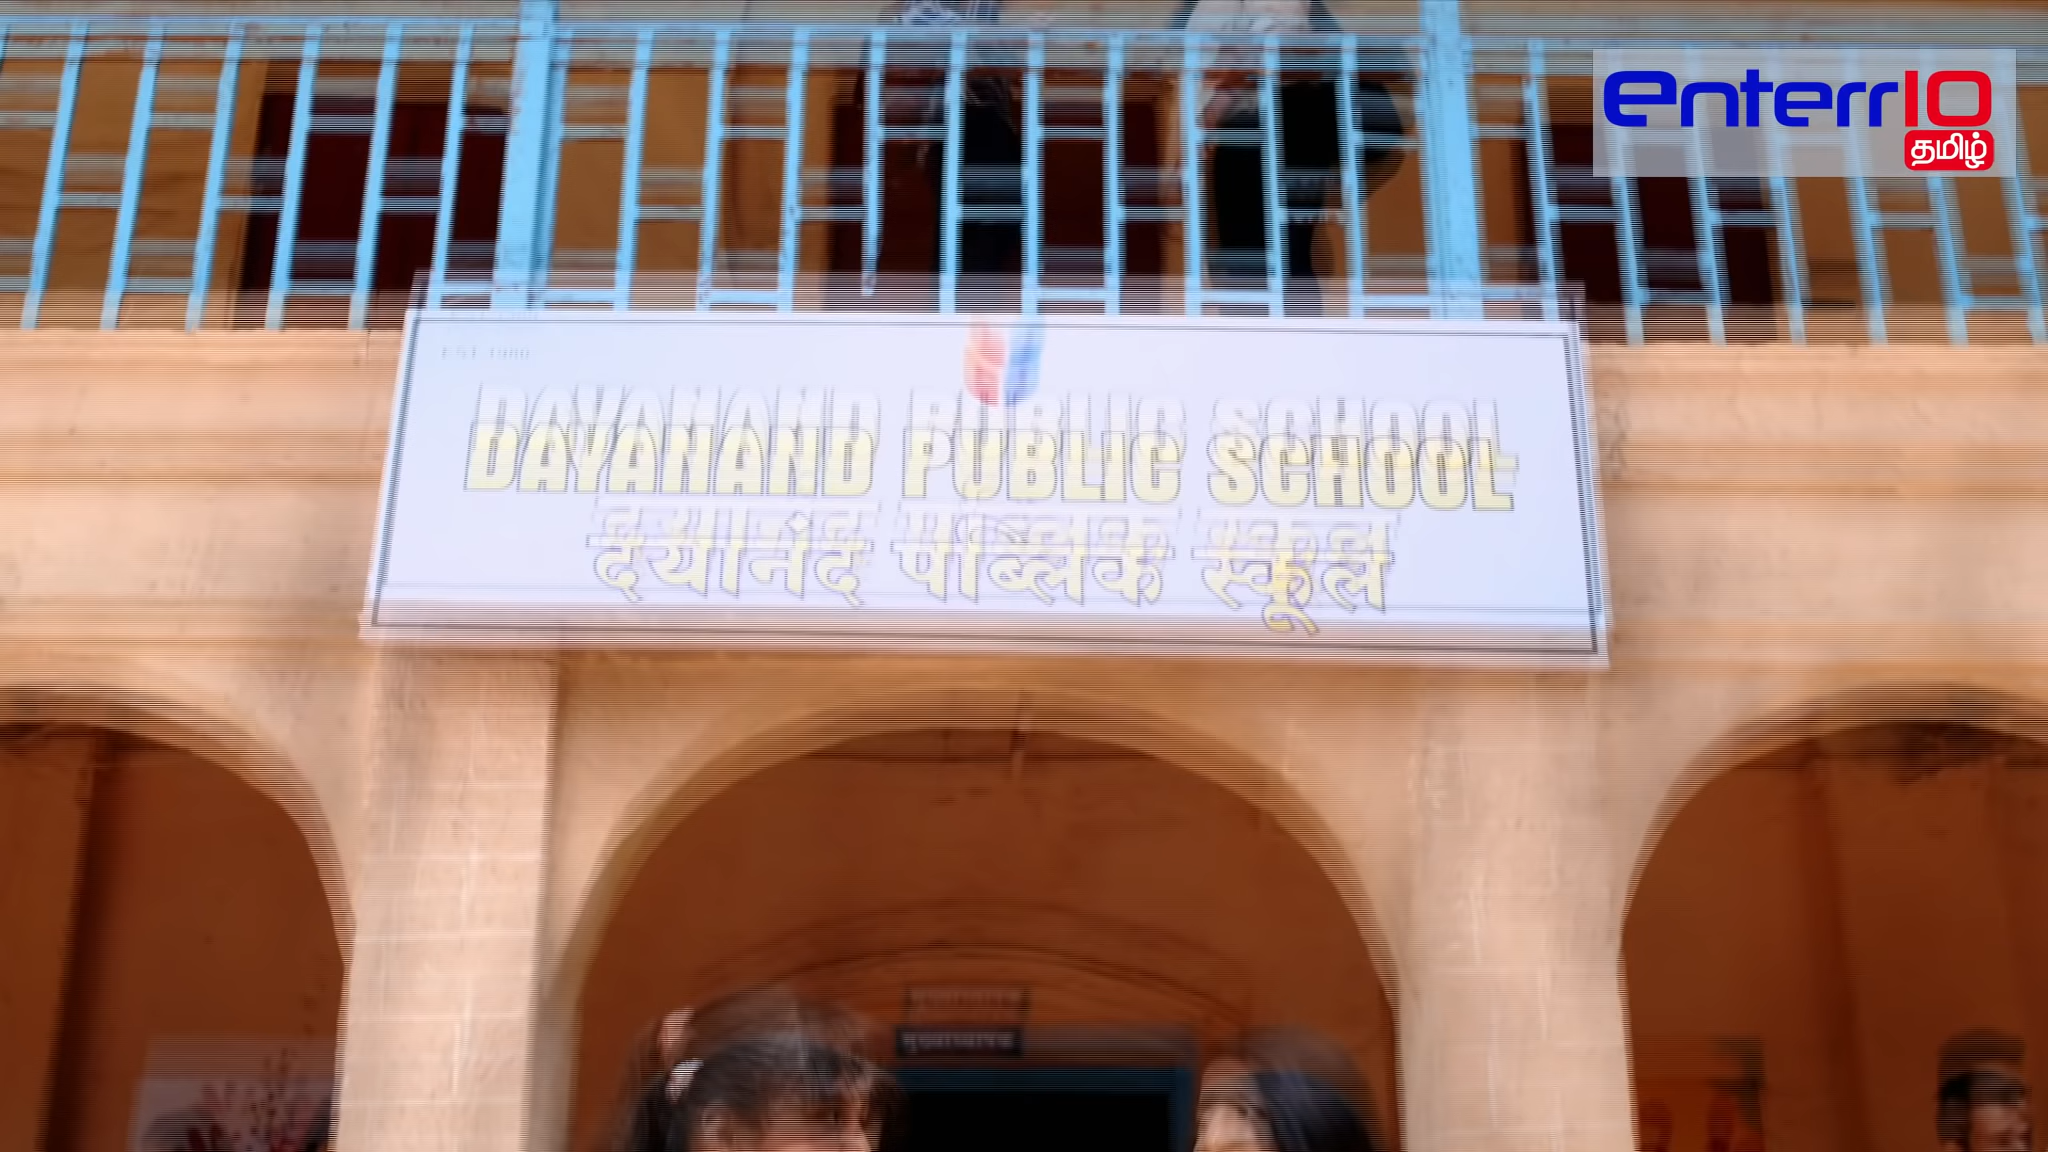 enterr10
தமிழ்
EST. 1980
DAYANAND PUBLIC SCHOOL
दयानंद पब्लिक स्कूल